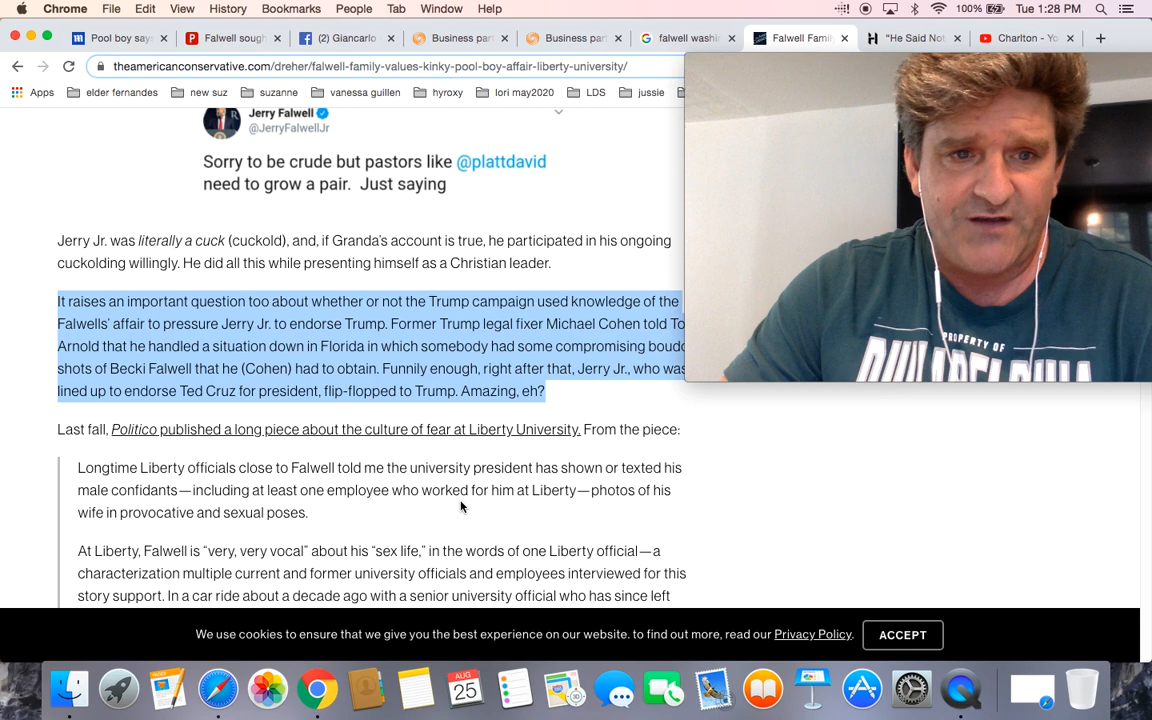 Chrome File Edit View History Bookmarks People Tab Window Help 100% Tue 1:28 PM
Pool boy says
Falwell sough
(2) Giancarlo
Business par
Business par
falwell washi
Falwell Fami
"He Said Not
Charlton - Yo
theamericanconservative.com/dreher/falwell-family-values-kinky-pool-boy-affair-liberty-university/
Apps elder fernandes new suz suzanne vanessa guillen hyroxy lori may2020 LDS jussie
Jerry Falwell
@JerryFalwellJr
Sorry to be crude but pastors like @plattdavid
need to grow a pair. Just saying
Jerry Jr. was literally a cuck (cuckold), and, if Granda's account is true, he participated in his ongoing
cuckolding willingly. He did all this while presenting himself as a Christian leader.
It raises an important question too about whether or not the Trump campaign used knowledge of the
Falwells' affair to pressure Jerry Jr. to endorse Trump. Former Trump legal fixer Michael Cohen told To
Arnold that he handled a situation down in Florida in which somebody had some compromising boudo
shots of Becki Falwell that he (Cohen) had to obtain. Funnily enough, right after that, Jerry Jr., who was
lined up to endorse Ted Cruz for president, flip-flopped to Trump. Amazing, eh?
Last fall, Politico published a long piece about the culture of fear at Liberty University. From the piece:
Longtime Liberty officials close to Falwell told me the university president has shown or texted his
male confidants—including at least one employee who worked for him at Liberty—photos of his
wife in provocative and sexual poses.
At Liberty, Falwell is "very, very vocal" about his "sex life," in the words of one Liberty official—a
characterization multiple current and former university officials and employees interviewed for this
story support. In a car ride about a decade ago with a senior university official who has since left
We use cookies to ensure that we give you the best experience on our website. to find out more, read our Privacy Policy.
ACCEPT
PROPERTY OF
PHILADELPHIA
AUG
25